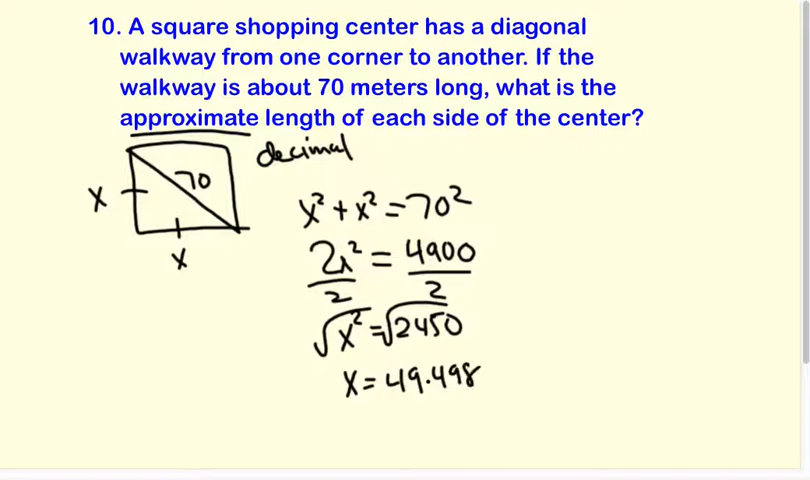 10. A square shopping center has a diagonal
walkway from one corner to another. If the
walkway is about 70 meters long, what is the
approximate length of each side of the center?
decimal
70
x
x
x² + x² = 70²
2x² = 4900
2 2
√x² = √2450
x = 49.498